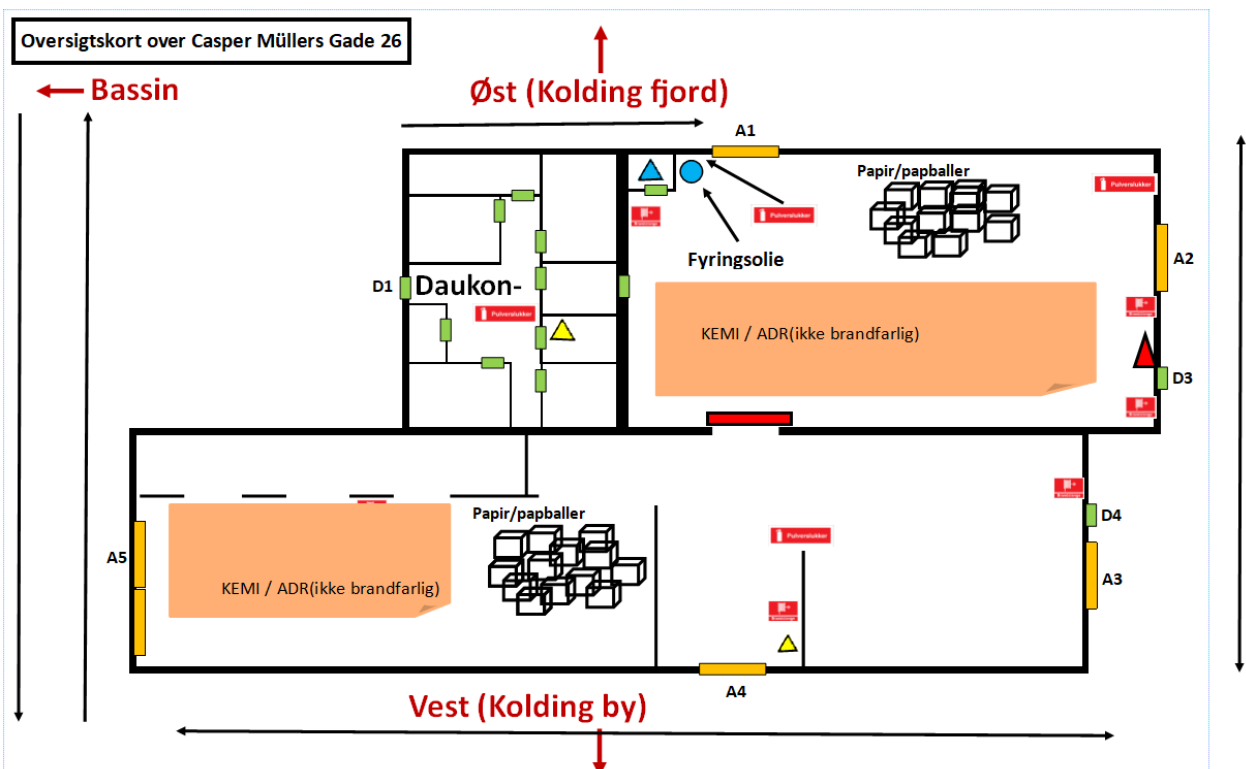 Oversigtskort over Casper Müllers Gade 26
Bassin
Øst (Kolding fjord)
A1
Papir/papballer
Pulverslukker
Pulverslukker
Fyringsolie
A2
D1
Daukon-
Pulverslukker
KEMI / ADR(ikke brandfarlig)
D3
Papir/papballer
D4
Pulverslukker
A5
KEMI / ADR(ikke brandfarlig)
A3
A4
Vest (Kolding by)